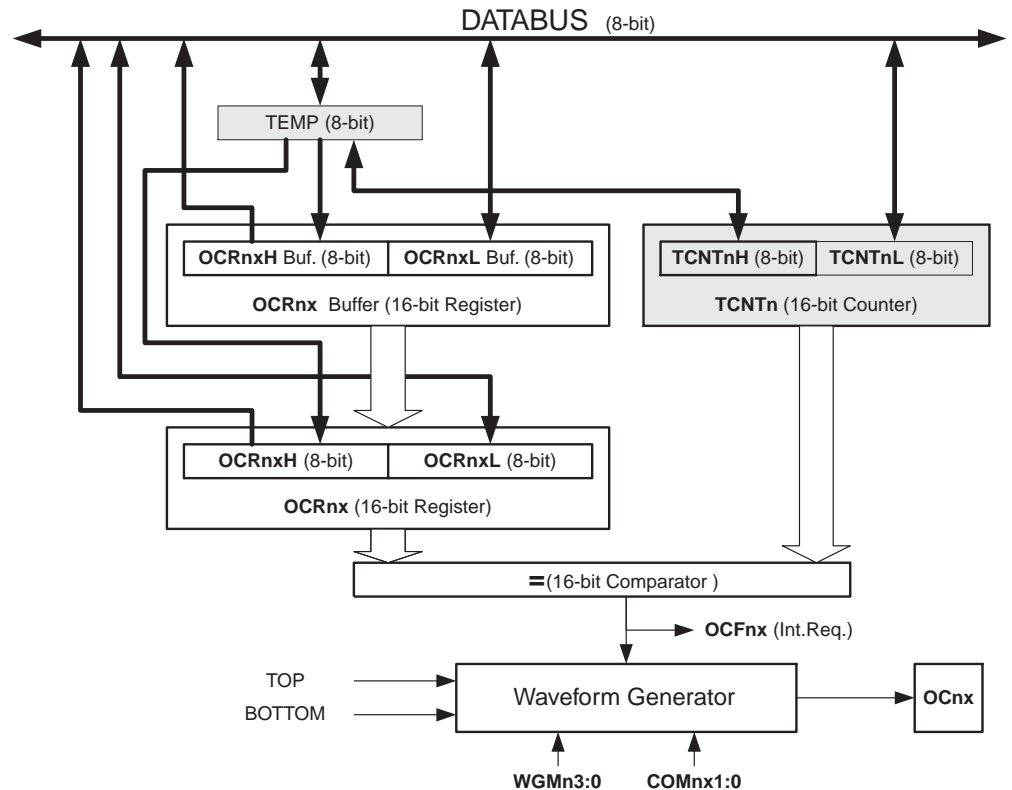 DATABUS (8-bit)
TEMP (8-bit)
OCRnxH Buf. (8-bit) OCRnxL Buf. (8-bit)
OCRnx Buffer (16-bit Register)
TCNTnH (8-bit) TCNTnL (8-bit)
TCNTn (16-bit Counter)
OCRnxH (8-bit) OCRnxL (8-bit)
OCRnx (16-bit Register)
=(16-bit Comparator )
OCFnx (Int.Req.)
TOP
BOTTOM
Waveform Generator
OCnx
WGMn3:0 COMnx1:0